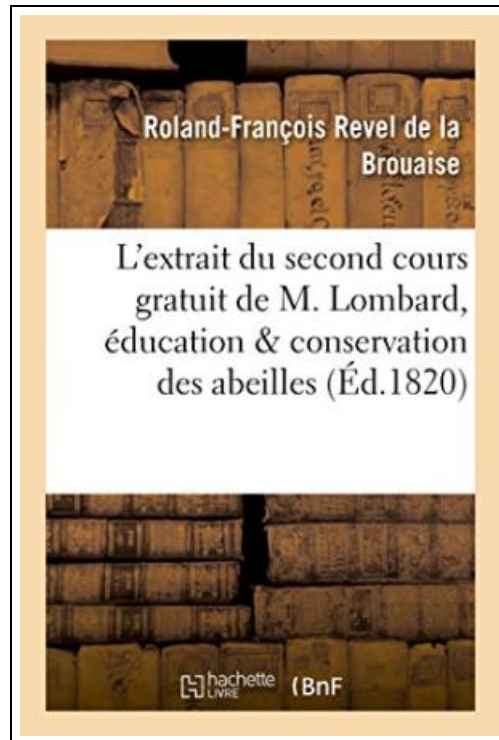 Roland-François Revel de la
Brouaise
L'extrait du second cours
gratuit de M. Lombard,
éducation & conservation
des abeilles (Éd.1820)
hachette
LIVRE
(BnF